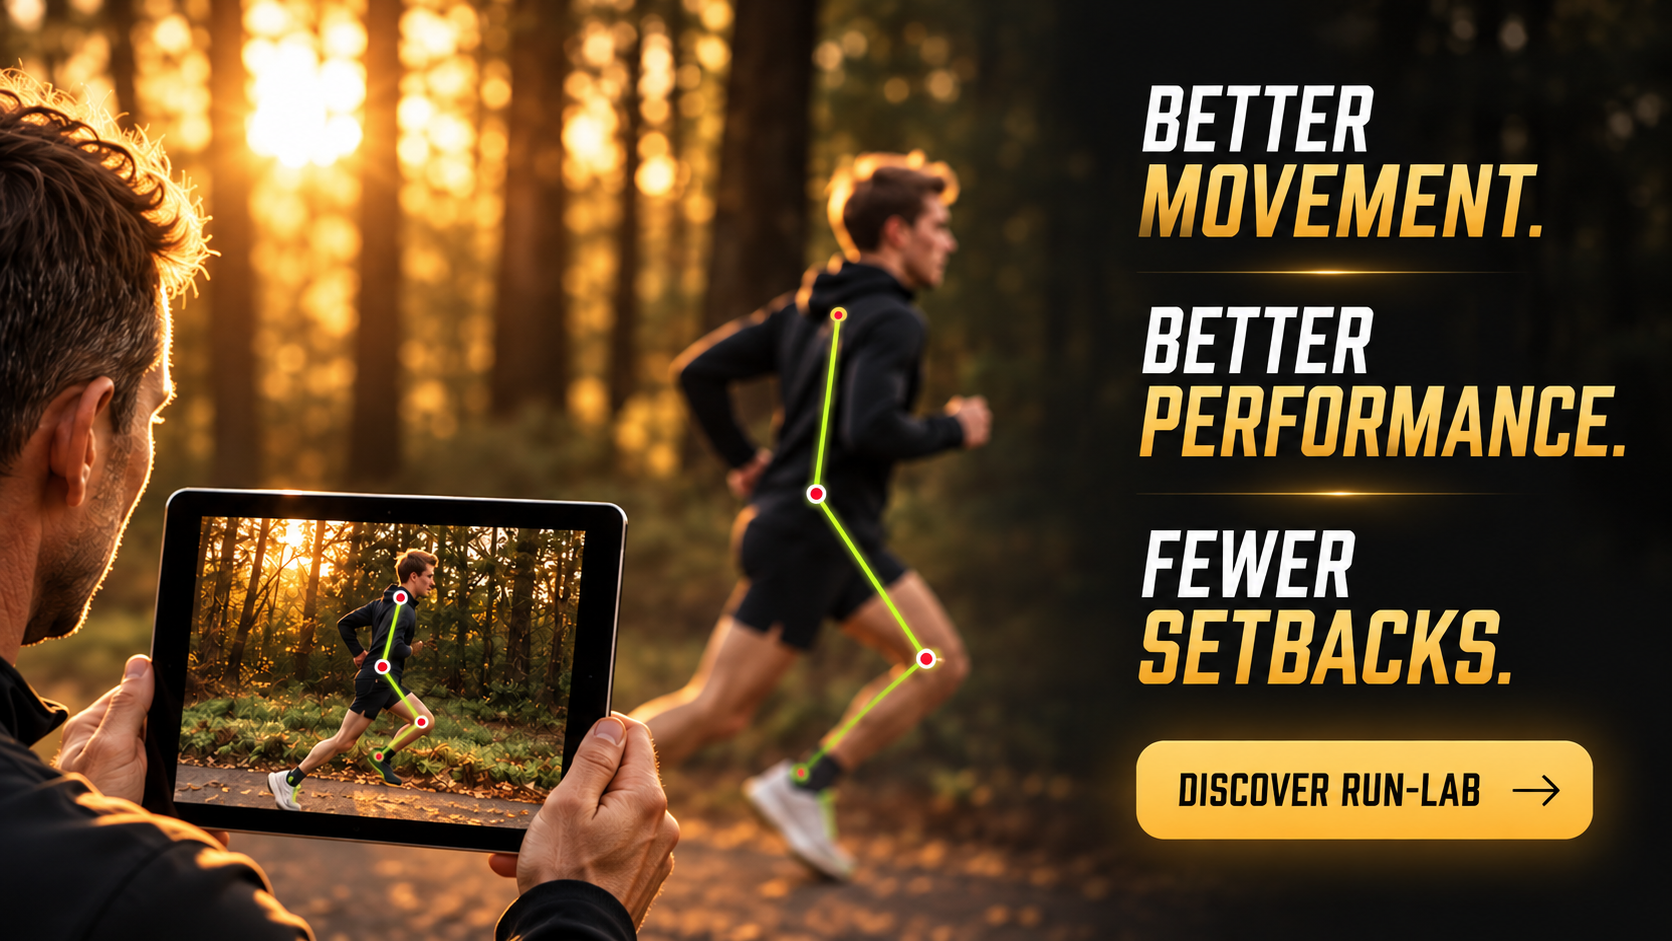 BETTER
MOVEMENT.
BETTER
PERFORMANCE.
FEWER
SETBACKS.
DISCOVER RUN-LAB →